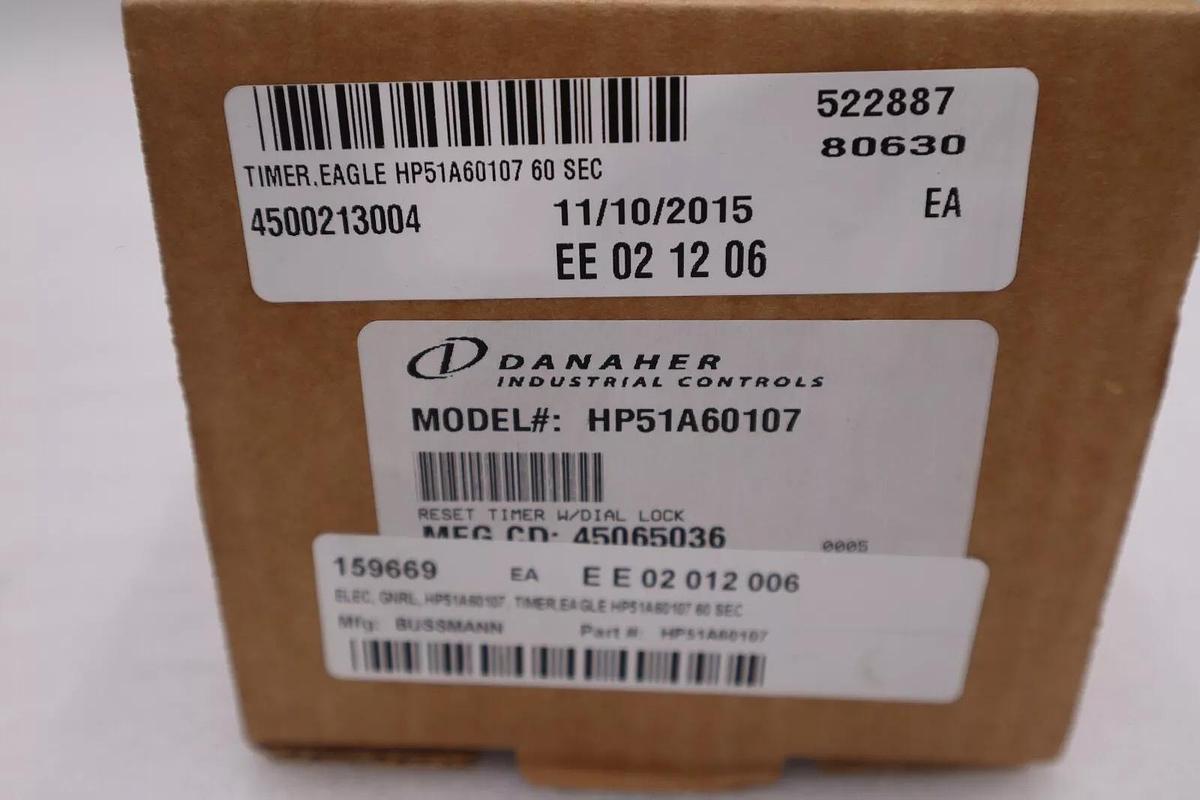 522887
80630
TIMER.EAGLE HP51A60107 60 SEC
4500213004 11/10/2015 EA
EE 02 12 06
DANAHER
INDUSTRIAL CONTROLS
MODEL#: HP51A60107
RESET TIMER W/DIAL LOCK
MFG CD: 45065036 0005
159669 EA E E 02 012 006
ELEC, GNRL, HP51A60107, TIMER,EAGLE HP51A60107 60 SEC
Mfg: BUSSMANN Part #: HP51A60107